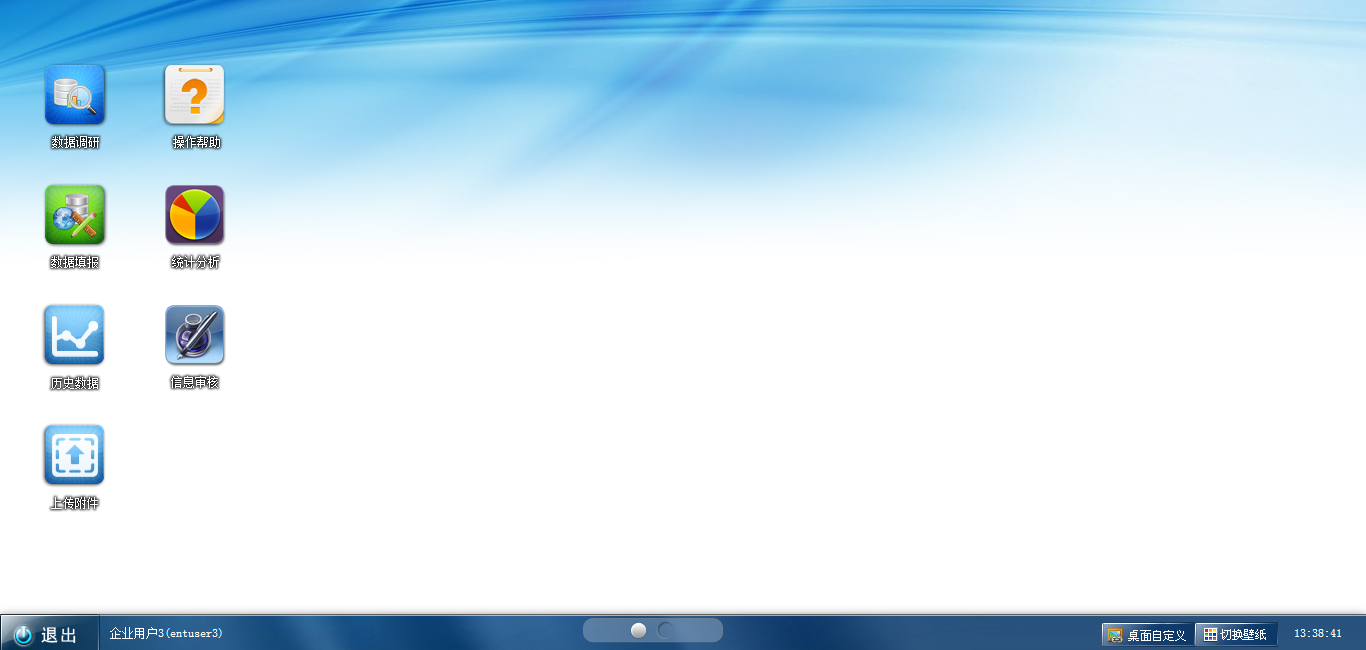 数据调研
操作帮助
数据填报
统计分析
历史数据
信息审核
上传附件
退出
企业用户3(entuser3)
桌面自定义
切换壁纸
13:38:41